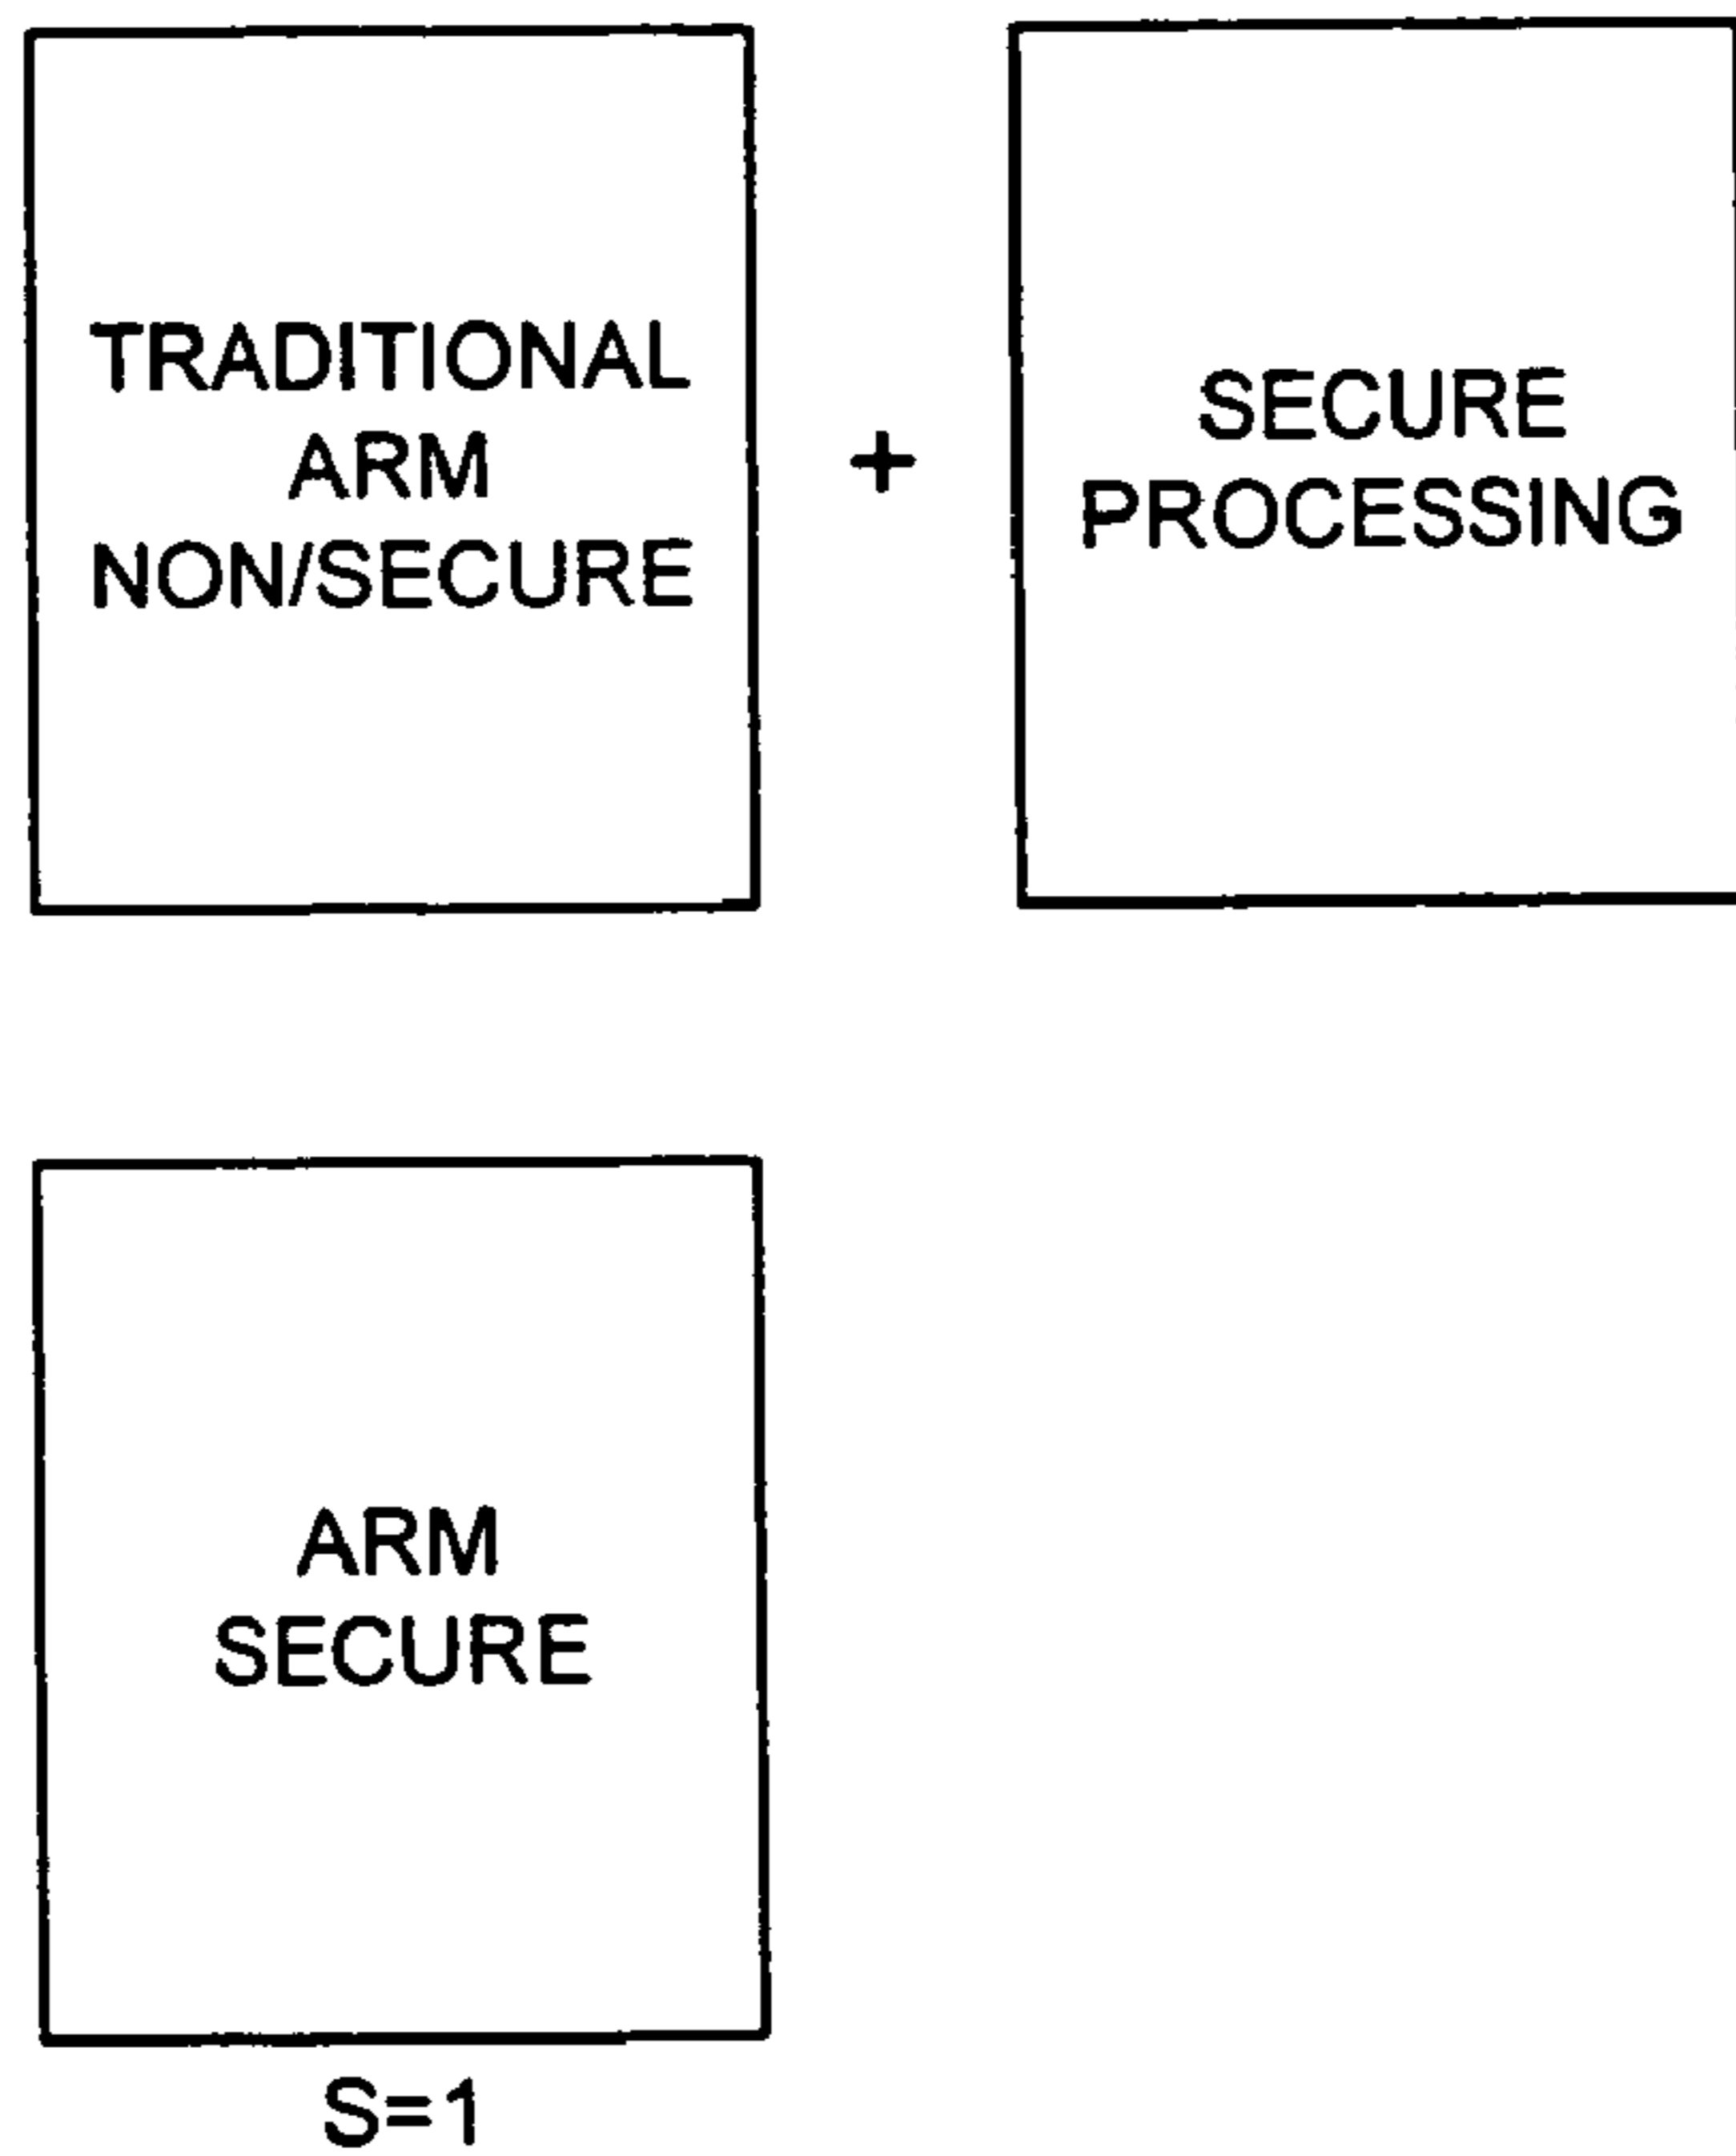 TRADITIONAL
ARM
NON/SECURE
+
SECURE
PROCESSING
ARM
SECURE
S=1